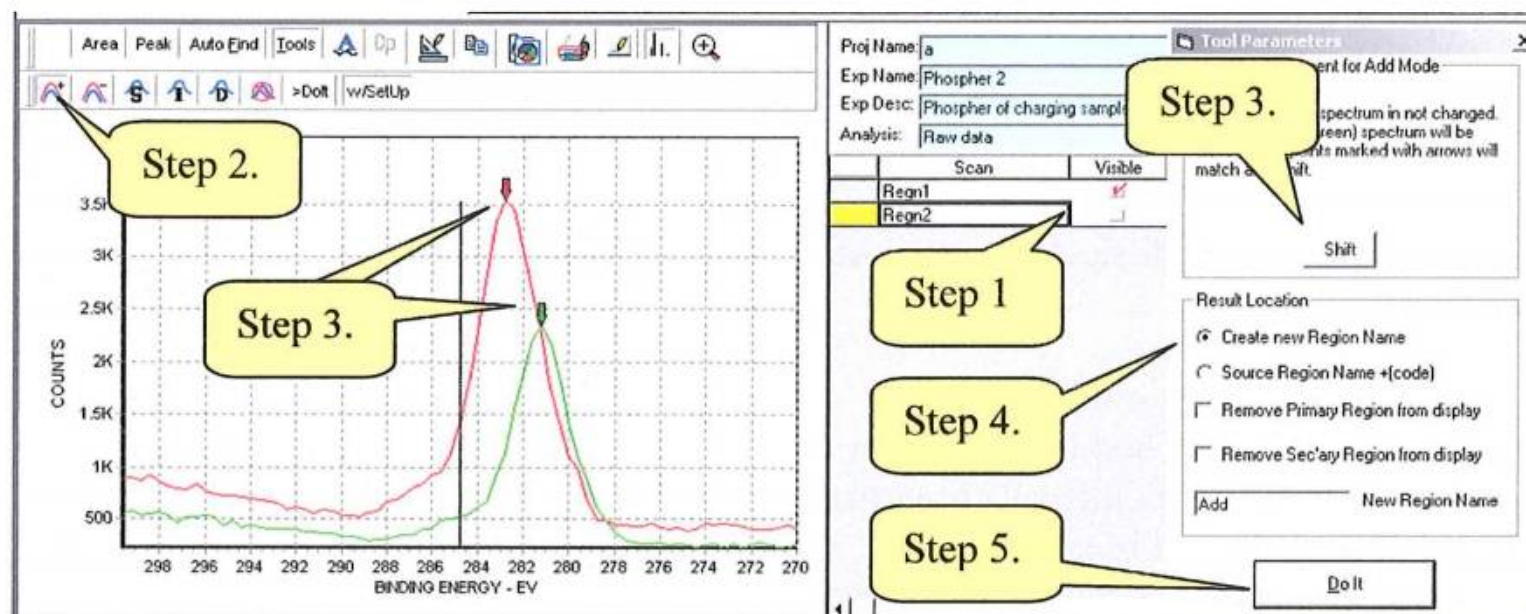 Area Peak Auto Find Tools A Dp
S I D >DoIt w/SetUp
Step 2.
Step 3.
COUNTS
3.5K
3K
2.5K
2K
1.5K
1K
500
298 296 294 292 290 288 286 284 282 280 278 276 274 272 270
BINDING ENERGY - EV
Proj Name: a
Exp Name: Phospher 2
Exp Desc: Phospher of charging sample
Analysis: Raw data
Scan Visible
Regn1
Regn2
Step 1
Tool Parameters
ent for Add Mode
Step 3.
spectrum in not changed.
reen) spectrum will be
nts marked with arrows will
match a hift.
Shift
Result Location
Create new Region Name
Source Region Name +(code)
Remove Primary Region from display
Remove Sec'ary Region from display
Add New Region Name
Step 4.
Step 5.
Do It